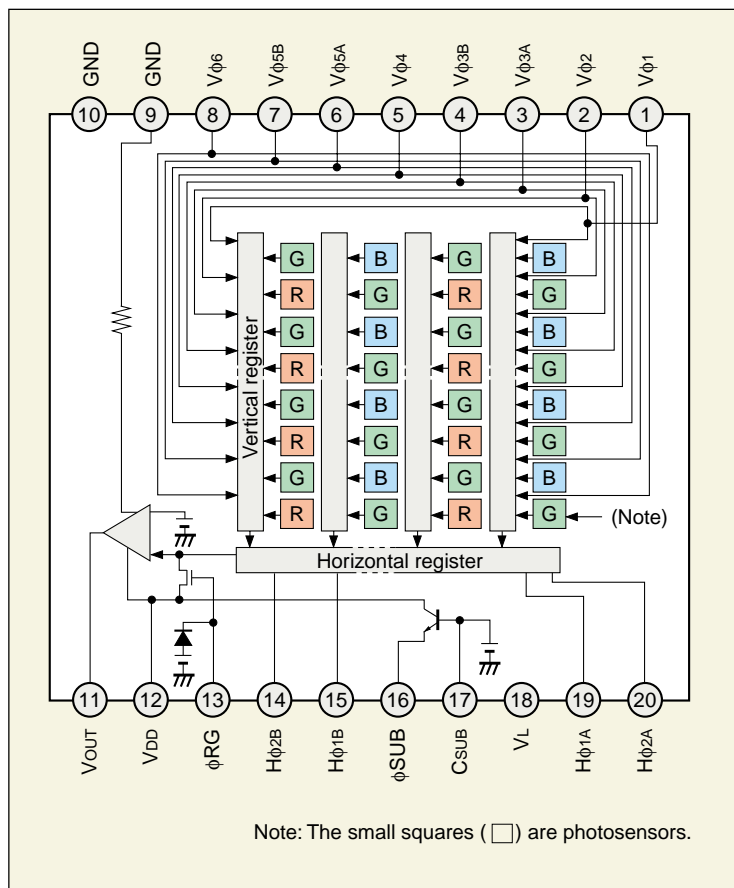 GND GND Vϕ6 Vϕ5B Vϕ5A Vϕ4 Vϕ3B Vϕ3A Vϕ2 Vϕ1
10 9 8 7 6 5 4 3 2 1
G B G B
R G R G
G B G B
R G R G
G B G B
R G R G
G B G B
R G R G (Note)
Vertical register
Horizontal register
11 12 13 14 15 16 17 18 19 20
VOUT VDD ϕRG Hϕ2B Hϕ1B ϕSUB CSUB VL Hϕ1A Hϕ2A
Note: The small squares ( □ ) are photosensors.